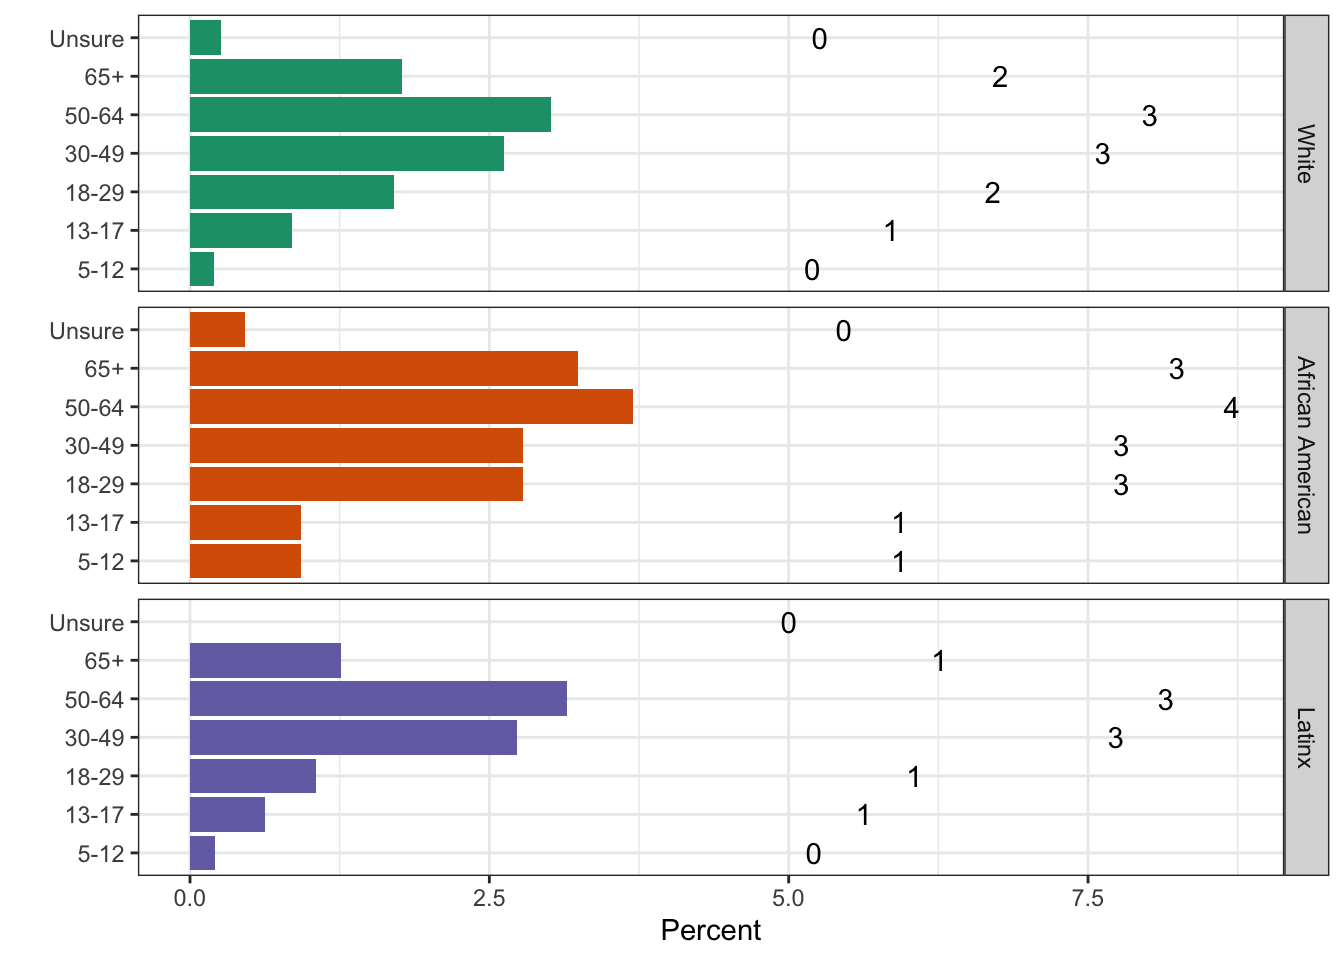 Unsure 0
65+ 2
50-64 3
30-49 3
18-29 2
13-17 1
5-12 0
White
Unsure 0
65+ 3
50-64 4
30-49 3
18-29 3
13-17 1
5-12 1
African American
Unsure 0
65+ 1
50-64 3
30-49 3
18-29 1
13-17 1
5-12 0
Latinx
0.0 2.5 5.0 7.5
Percent